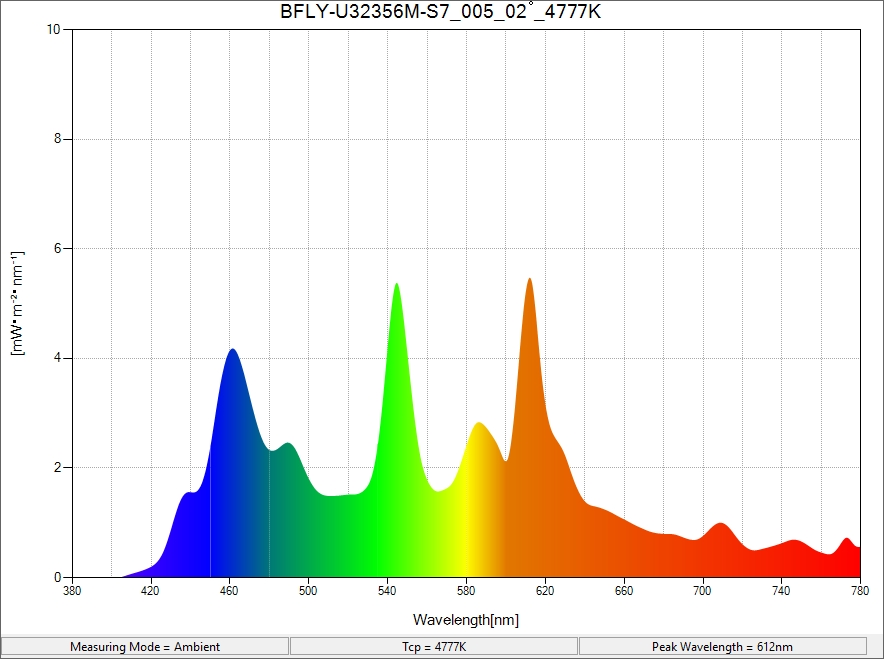 BFLY-U32356M-S7_005_02°_4777K
10
8
6
4
2
0
[mW•m⁻²•nm⁻¹]
380 420 460 500 540 580 620 660 700 740 780
Wavelength[nm]
Measuring Mode = Ambient Tcp = 4777K Peak Wavelength = 612nm